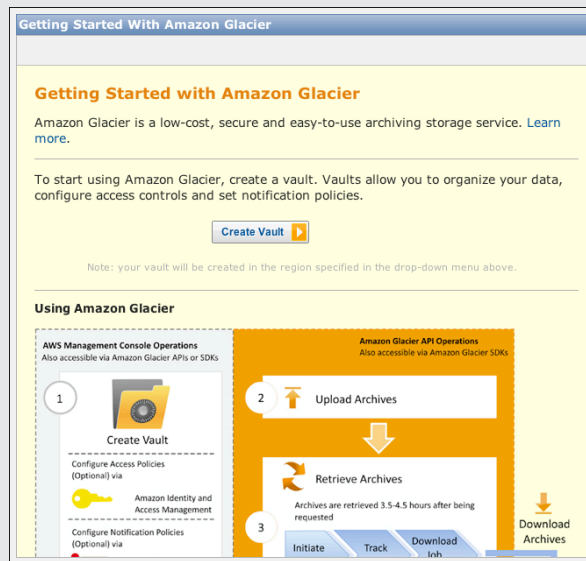 Getting Started With Amazon Glacier
Getting Started with Amazon Glacier
Amazon Glacier is a low-cost, secure and easy-to-use archiving storage service. Learn
more.
To start using Amazon Glacier, create a vault. Vaults allow you to organize your data,
configure access controls and set notification policies.
Create Vault
Note: your vault will be created in the region specified in the drop-down menu above.
Using Amazon Glacier
AWS Management Console Operations
Also accessible via Amazon Glacier APIs or SDKs
1
Create Vault
Configure Access Policies
(Optional) via
Amazon Identity and
Access Management
Configure Notification Policies
(Optional) via
Amazon Glacier API Operations
Also accessible via Amazon Glacier SDKs
2
Upload Archives
Retrieve Archives
Archives are retrieved 3.5-4.5 hours after being
requested
3
Initiate
Track
Download
Job
Download
Archives